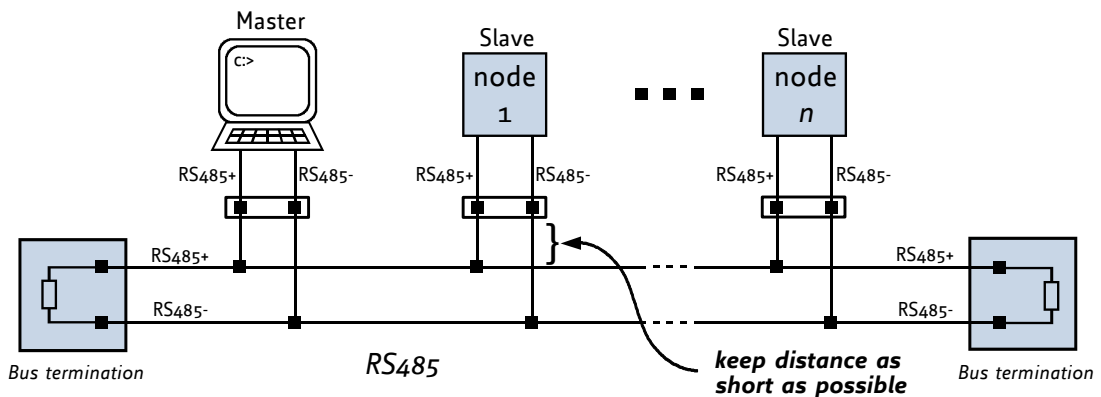 Master
Slave
Slave
c:>
node
1
node
n
RS485+
RS485-
RS485+
RS485-
RS485+
RS485-
RS485+
RS485+
RS485-
RS485-
RS485
keep distance as
short as possible
Bus termination
Bus termination